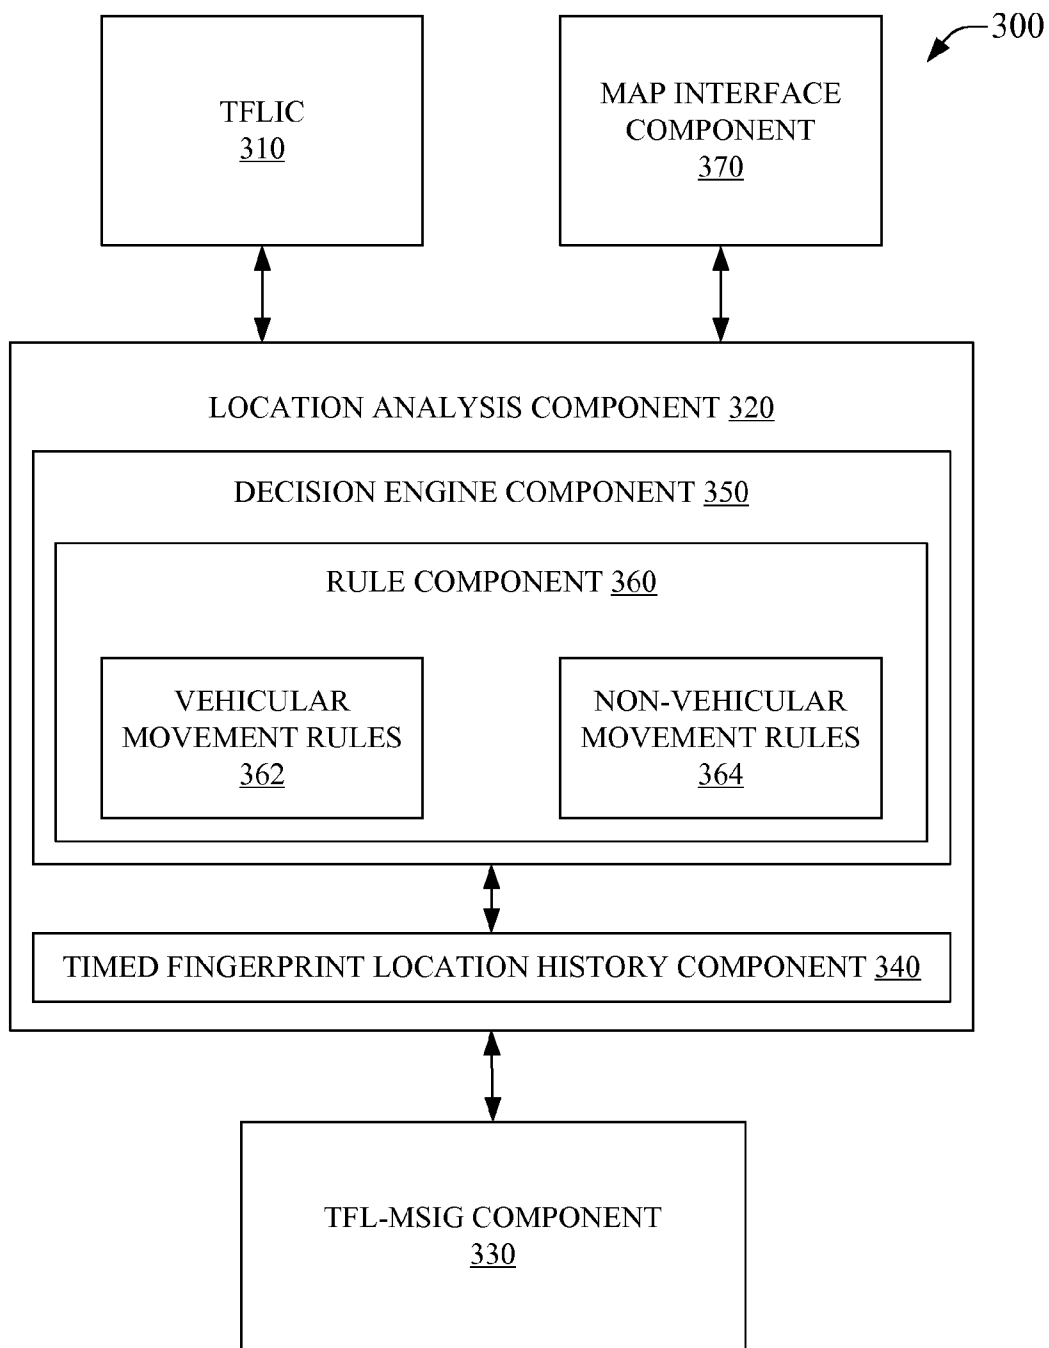 300
TFLIC
310
MAP INTERFACE
COMPONENT
370
LOCATION ANALYSIS COMPONENT 320
DECISION ENGINE COMPONENT 350
RULE COMPONENT 360
VEHICULAR
MOVEMENT RULES
362
NON-VEHICULAR
MOVEMENT RULES
364
TIMED FINGERPRINT LOCATION HISTORY COMPONENT 340
TFL-MSIG COMPONENT
330